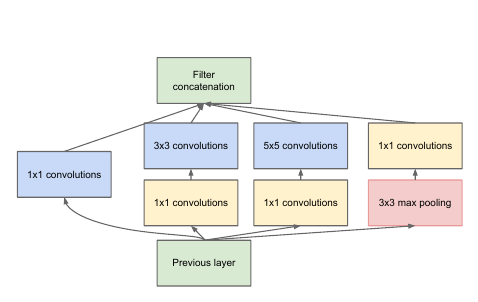 Filter
concatenation
3x3 convolutions
5x5 convolutions
1x1 convolutions
1x1 convolutions
1x1 convolutions
1x1 convolutions
3x3 max pooling
Previous layer